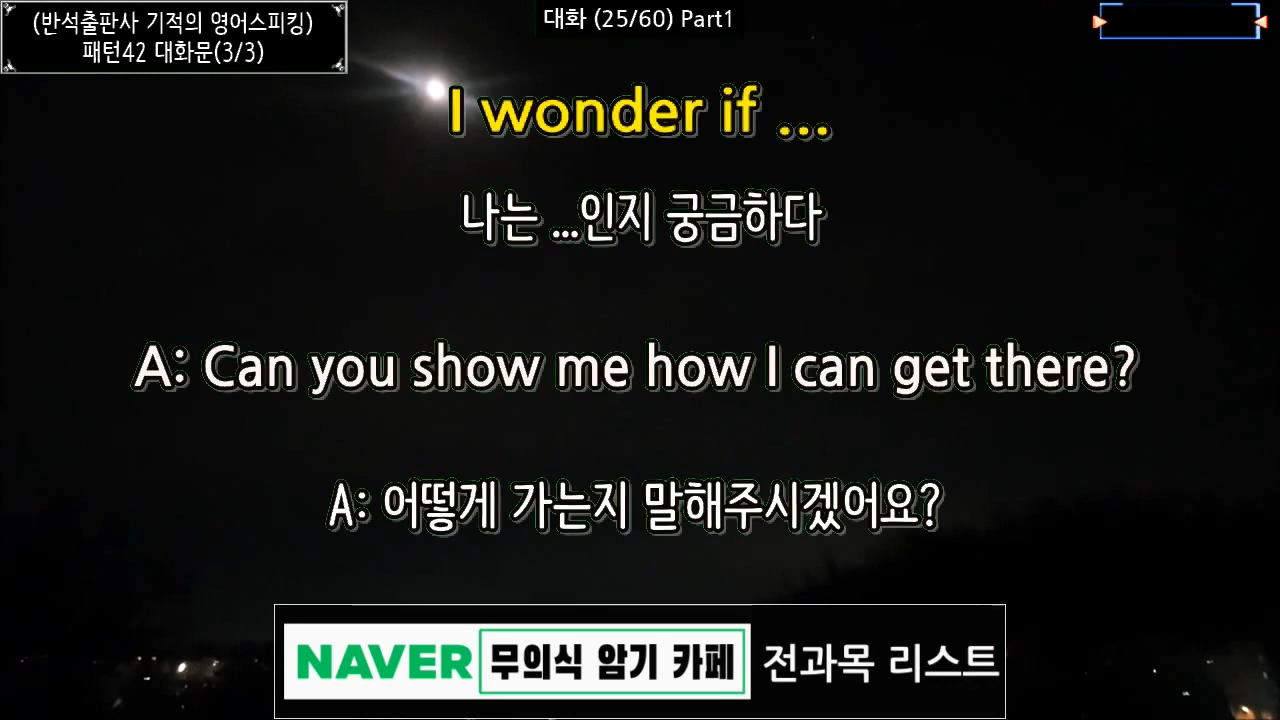 (반석출판사 기적의 영어스피킹)
패턴42 대화문(3/3)
대화 (25/60) Part1
I wonder if ...
나는 ...인지 궁금하다
A: Can you show me how I can get there?
A: 어떻게 가는지 말해주시겠어요?
NAVER 무의식 암기 카페 전과목 리스트